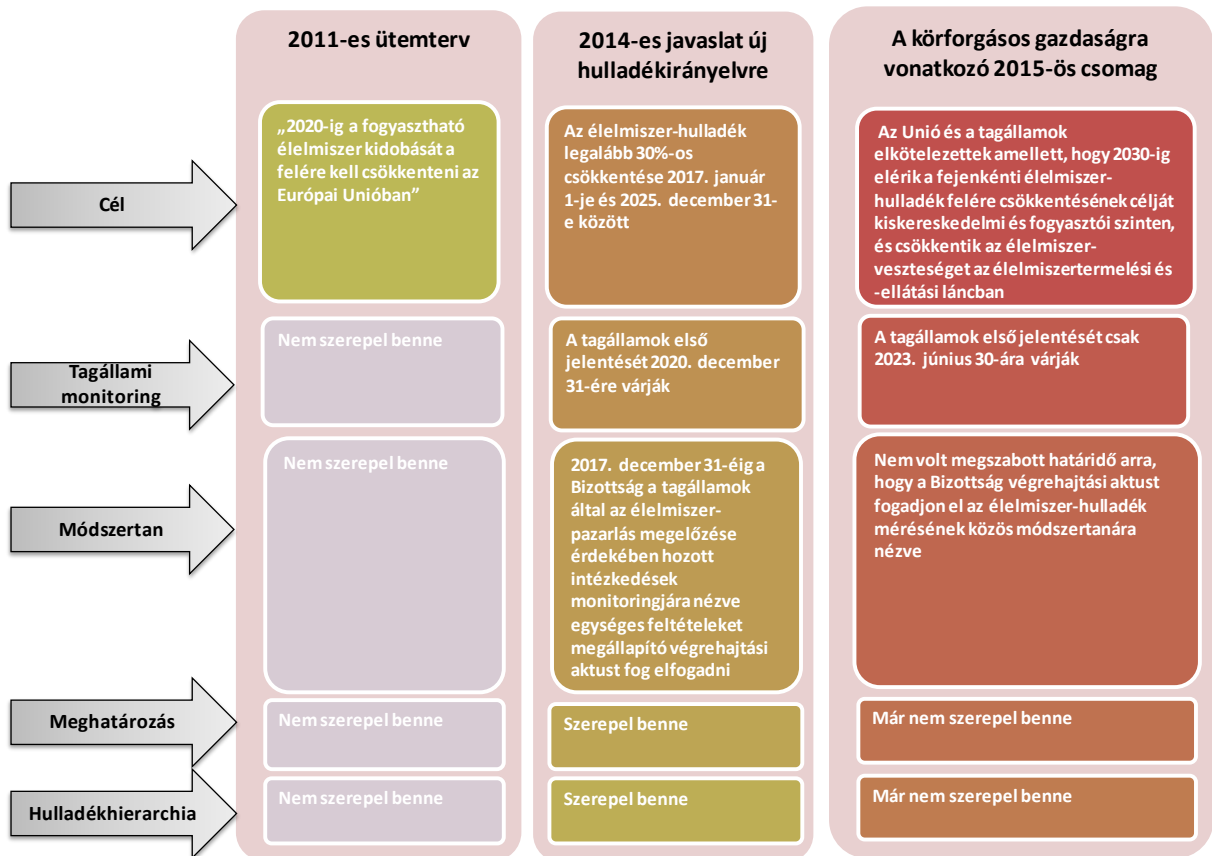 2011-es ütemterv
2014-es javaslat új
hulladékirányelvre
A körforgásos gazdaságra
vonatkozó 2015-ös csomag
Cél
„2020-ig a fogyasztható
élelmiszer kidobását a
felére kell csökkenteni az
Európai Unióban”
Az élelmiszer-hulladék
legalább 30%-os
csökkentése 2017. január
1-je és 2025. december 31-
e között
Az Unió és a tagállamok
elkötelezettek amellett, hogy 2030-ig
elérik a fejenkénti élelmiszer-
hulladék felére csökkentésének célját
kiskereskedelmi és fogyasztói szinten,
és csökkentik az élelmiszer-
veszteséget az élelmiszertermelési és
-ellátási láncban
Tagállami
monitoring
Nem szerepel benne
A tagállamok első
jelentését 2020. december
31-ére várják
A tagállamok első jelentését csak
2023. június 30-ára várják
Módszertan
Nem szerepel benne
2017. december 31-éig a
Bizottság a tagállamok
által az élelmiszer-
pazarlás megelőzése
érdekében hozott
intézkedések
monitoringjára nézve
egységes feltételeket
megállapító végrehajtási
aktust fog elfogadni
Nem volt megszabott határidő arra,
hogy a Bizottság végrehajtási aktust
fogadjon el az élelmiszer-hulladék
mérésének közös módszertanára
nézve
Meghatározás
Nem szerepel benne
Szerepel benne
Már nem szerepel benne
Hulladékhierarchia
Nem szerepel benne
Szerepel benne
Már nem szerepel benne